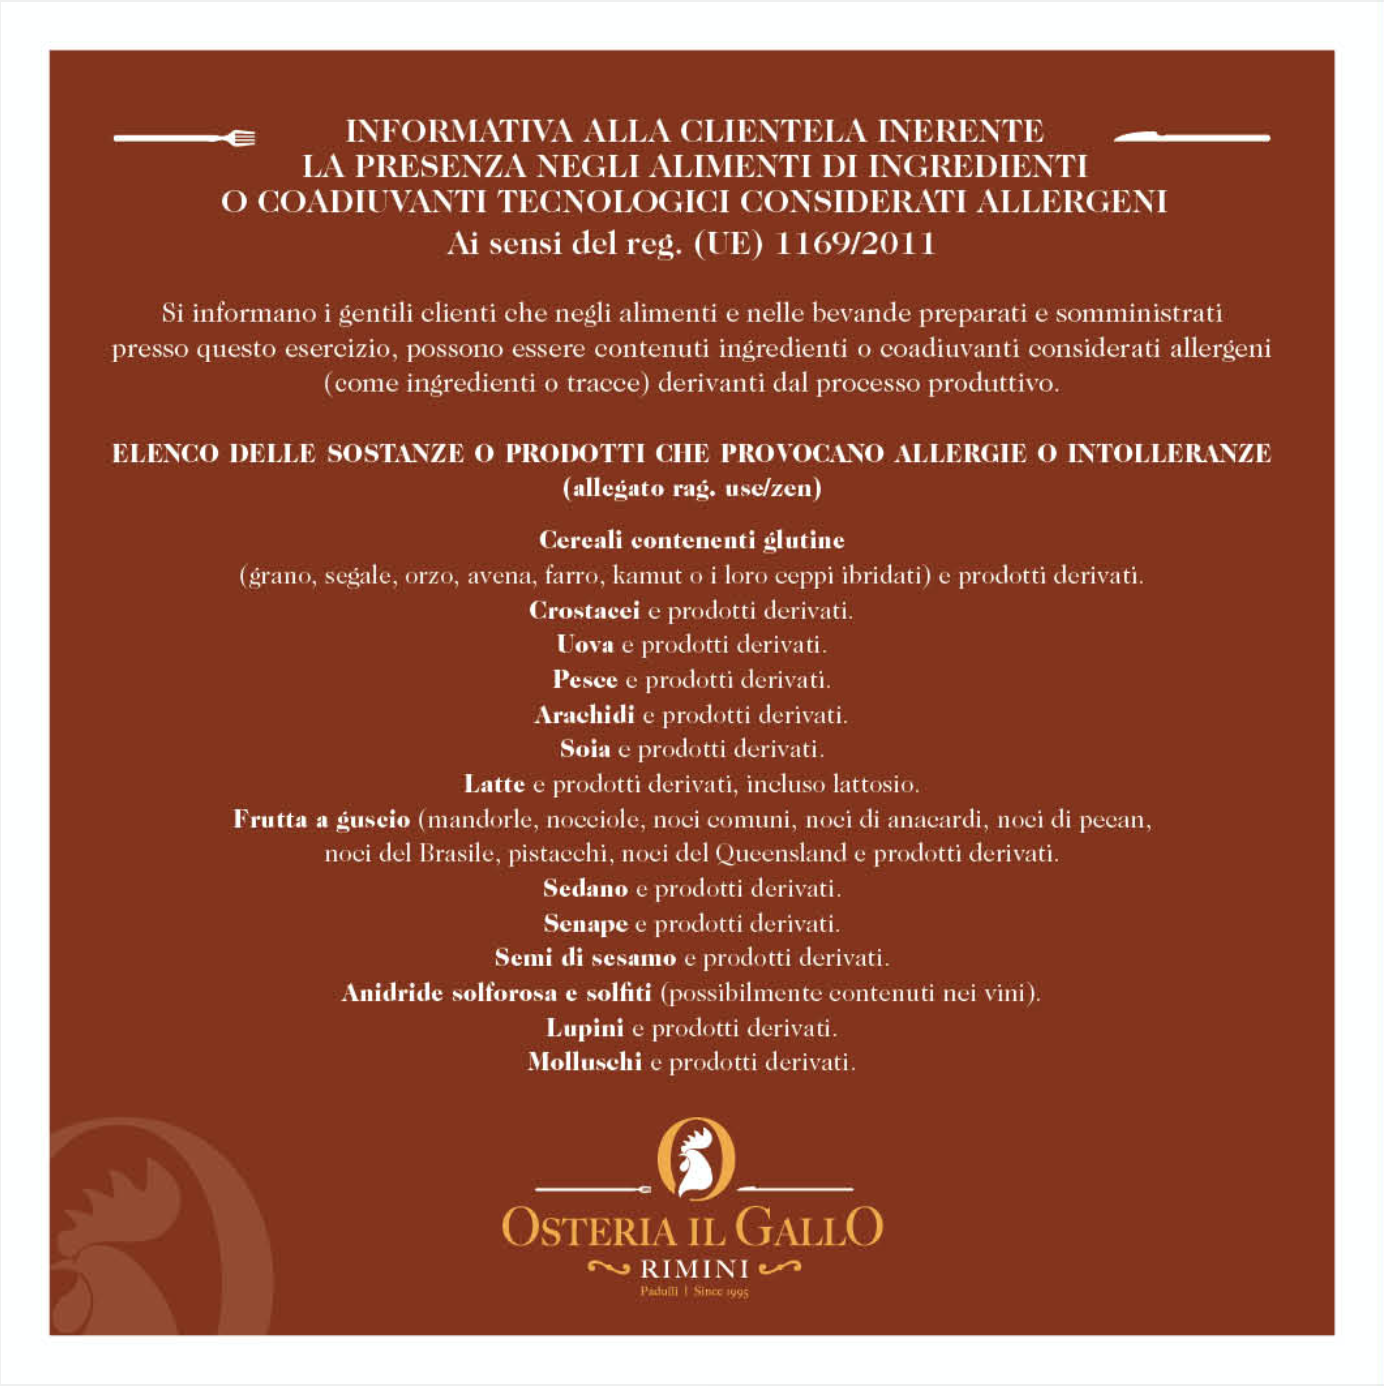 INFORMATIVA ALLA CLIENTELA INERENTE
LA PRESENZA NEGLI ALIMENTI DI INGREDIENTI
O COADIUVANTI TECNOLOGICI CONSIDERATI ALLERGENI
Ai sensi del reg. (UE) 1169/2011
Si informano i gentili clienti che negli alimenti e nelle bevande preparati e somministrati
presso questo esercizio, possono essere contenuti ingredienti o coadiuvanti considerati allergeni
(come ingredienti o tracce) derivanti dal processo produttivo.
ELENCO DELLE SOSTANZE O PRODOTTI CHE PROVOCANO ALLERGIE O INTOLLERANZE
(allegato rag. use/zen)
Cereali contenenti glutine
(grano, segale, orzo, avena, farro, kamut o i loro ceppi ibridati) e prodotti derivati.
Crostacei e prodotti derivati.
Uova e prodotti derivati.
Pesce e prodotti derivati.
Arachidi e prodotti derivati.
Soia e prodotti derivati.
Latte e prodotti derivati, incluso lattosio.
Frutta a guscio (mandorle, nocciole, noci comuni, noci di anacardi, noci di pecan,
noci del Brasile, pistacchi, noci del Queensland e prodotti derivati.
Sedano e prodotti derivati.
Senape e prodotti derivati.
Semi di sesamo e prodotti derivati.
Anidride solforosa e solfiti (possibilmente contenuti nei vini).
Lupini e prodotti derivati.
Molluschi e prodotti derivati.
OSTERIA IL GALLO
RIMINI
Padulli | Since 1995